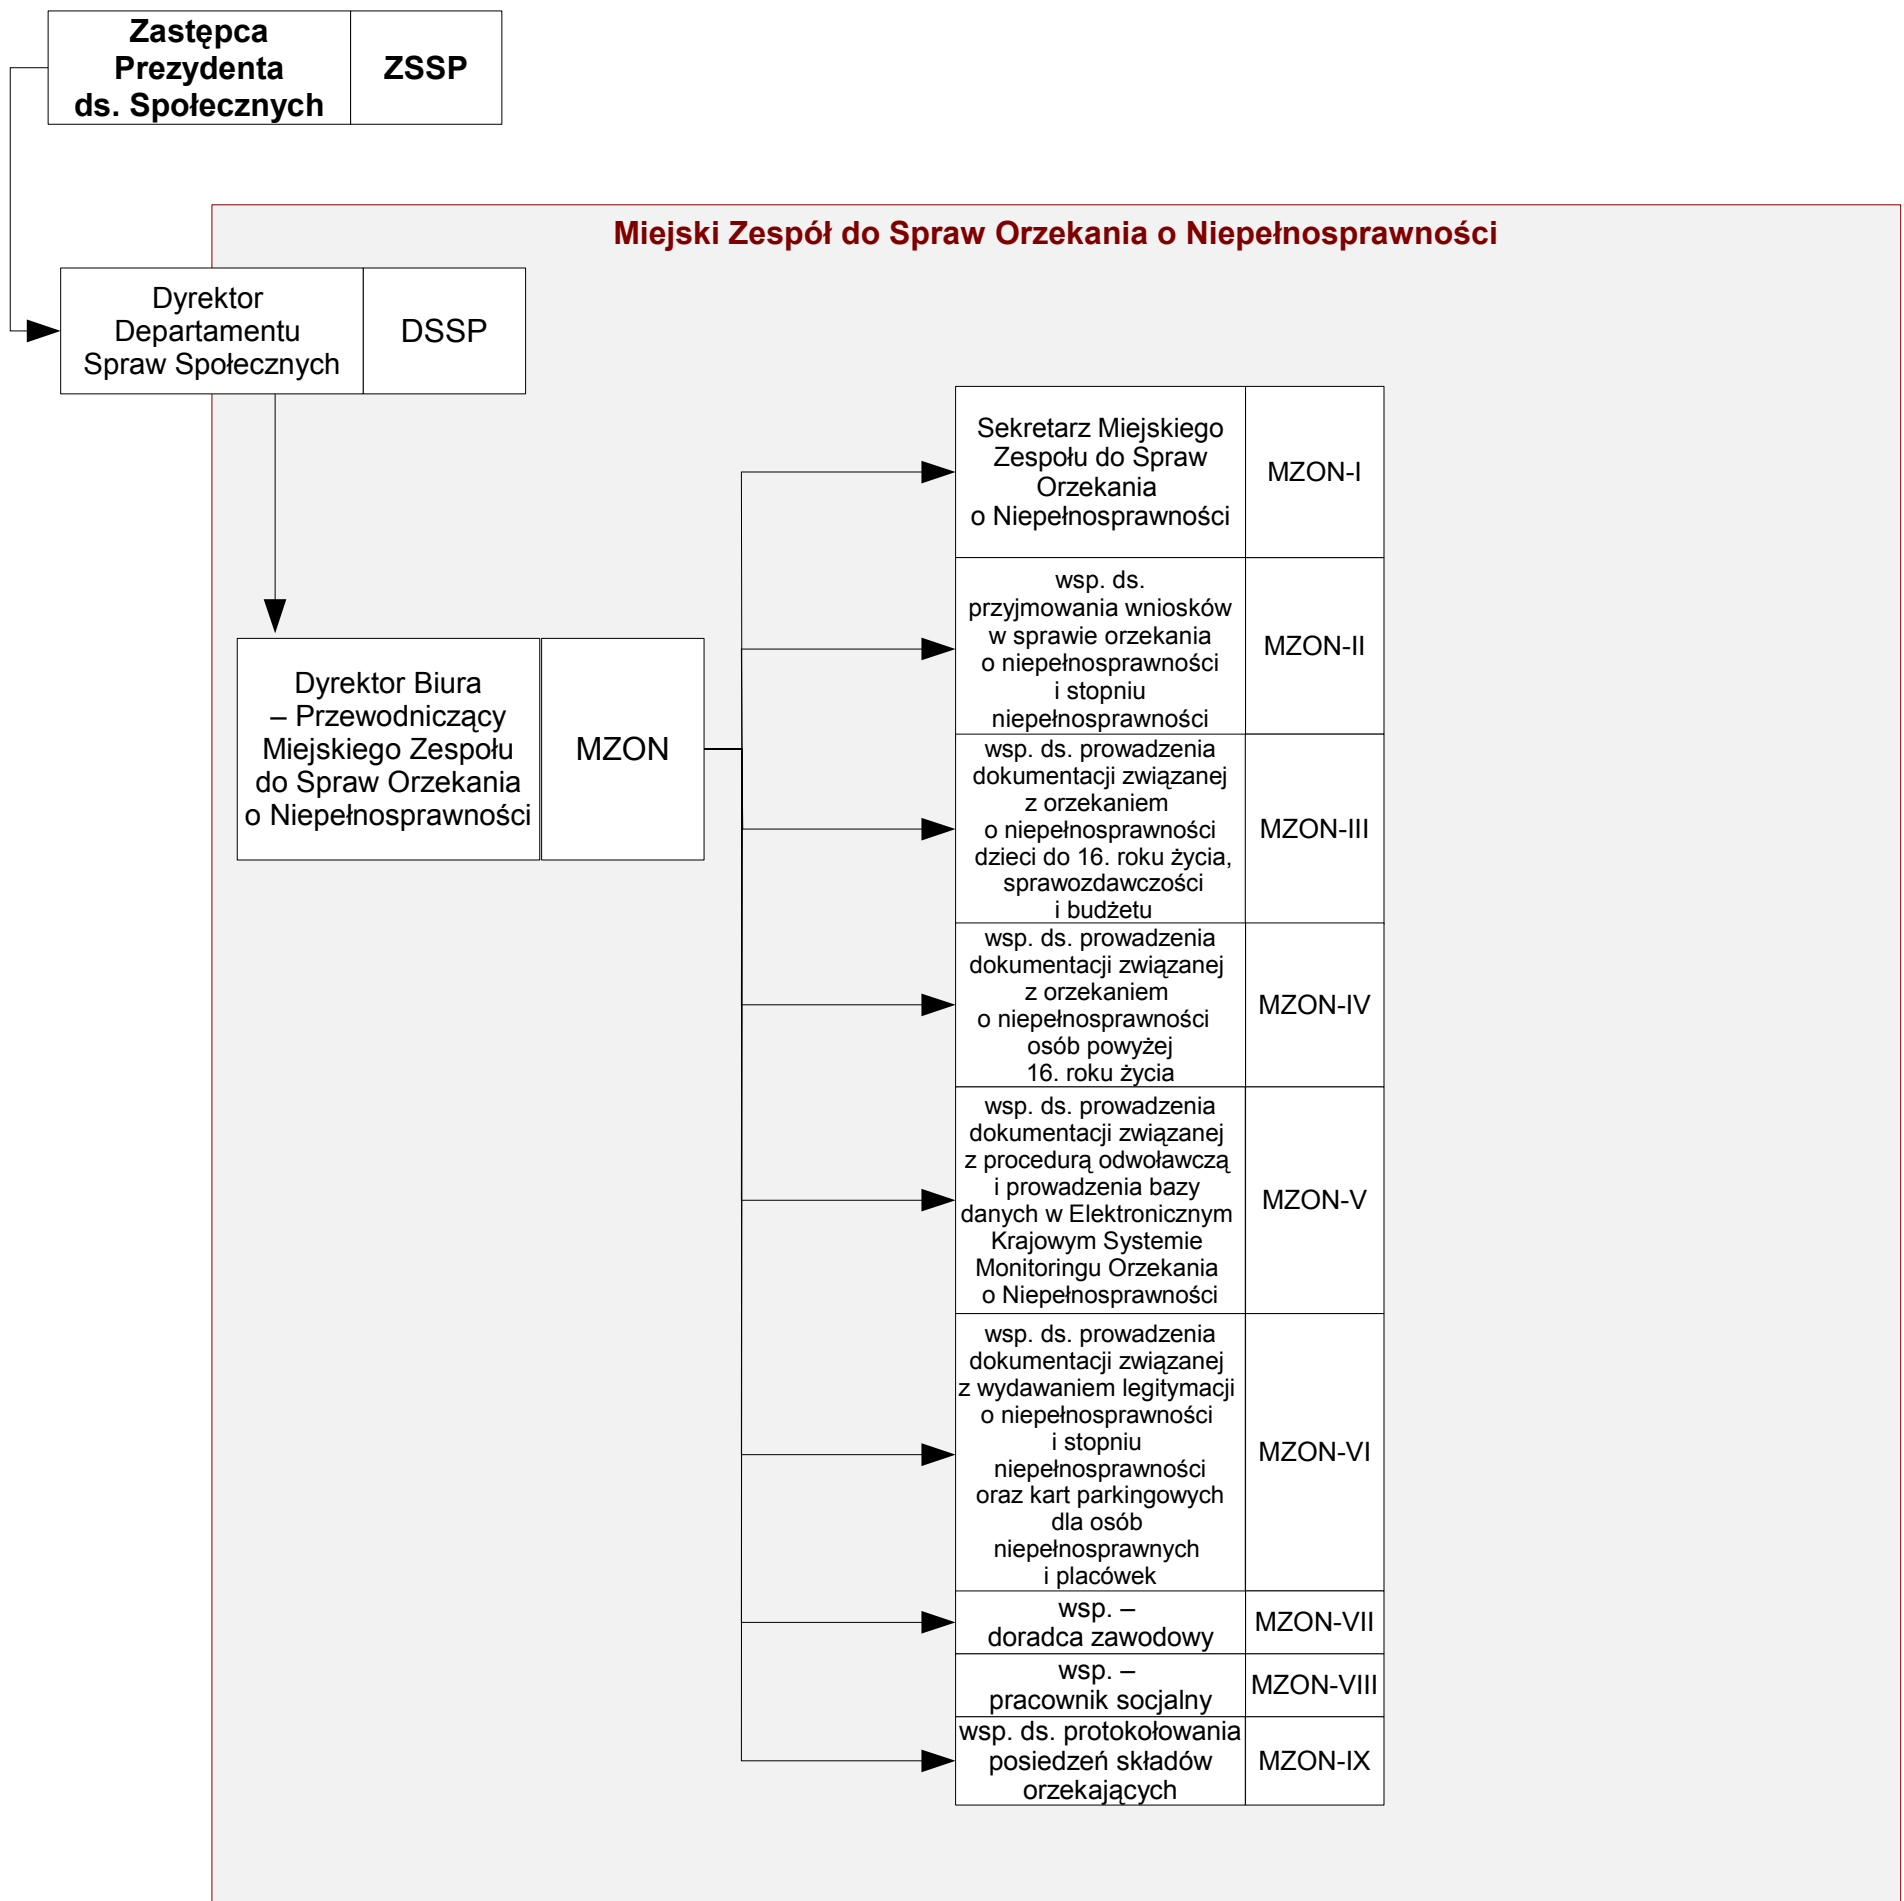 Zastępca
Prezydenta
ds. Społecznych
ZSSP
Miejski Zespół do Spraw Orzekania o Niepełnosprawności
Dyrektor
Departamentu
Spraw Społecznych
DSSP
Dyrektor Biura
– Przewodniczący
Miejskiego Zespołu
do Spraw Orzekania
o Niepełnosprawności
MZON
Sekretarz Miejskiego
Zespołu do Spraw
Orzekania
o Niepełnosprawności
MZON-I
wsp. ds.
przyjmowania wniosków
w sprawie orzekania
o niepełnosprawności
i stopniu
niepełnosprawności
MZON-II
wsp. ds. prowadzenia
dokumentacji związanej
z orzekaniem
o niepełnosprawności
dzieci do 16. roku życia,
sprawozdawczości
i budżetu
MZON-III
wsp. ds. prowadzenia
dokumentacji związanej
z orzekaniem
o niepełnosprawności
osób powyżej
16. roku życia
MZON-IV
wsp. ds. prowadzenia
dokumentacji związanej
z procedurą odwoławczą
i prowadzenia bazy
danych w Elektronicznym
Krajowym Systemie
Monitoringu Orzekania
o Niepełnosprawności
MZON-V
wsp. ds. prowadzenia
dokumentacji związanej
z wydawaniem legitymacji
o niepełnosprawności
i stopniu
niepełnosprawności
oraz kart parkingowych
dla osób
niepełnosprawnych
i placówek
MZON-VI
wsp. –
doradca zawodowy
MZON-VII
wsp. –
pracownik socjalny
MZON-VIII
wsp. ds. protokołowania
posiedzeń składów
orzekających
MZON-IX